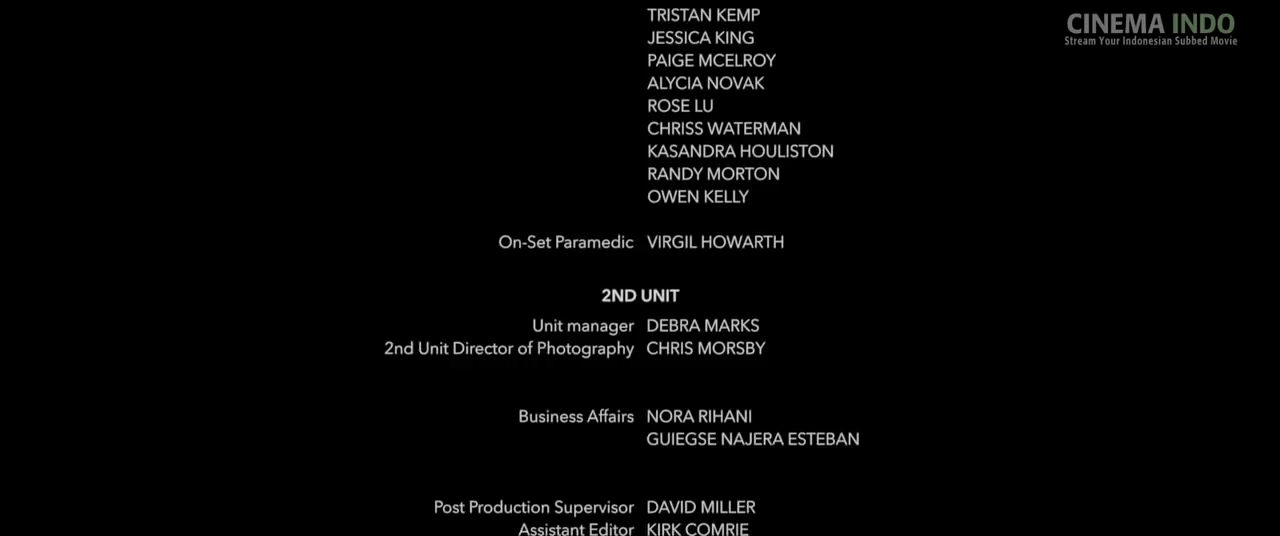 CINEMA INDO
Stream Your Indonesian Subbed Movie
TRISTAN KEMP
JESSICA KING
PAIGE MCELROY
ALYCIA NOVAK
ROSE LU
CHRISS WATERMAN
KASANDRA HOULISTON
RANDY MORTON
OWEN KELLY
On-Set Paramedic VIRGIL HOWARTH
2ND UNIT
Unit manager DEBRA MARKS
2nd Unit Director of Photography CHRIS MORSBY
Business Affairs NORA RIHANI
GUIEGSE NAJERA ESTEBAN
Post Production Supervisor DAVID MILLER
Assistant Editor KIRK COMRIE